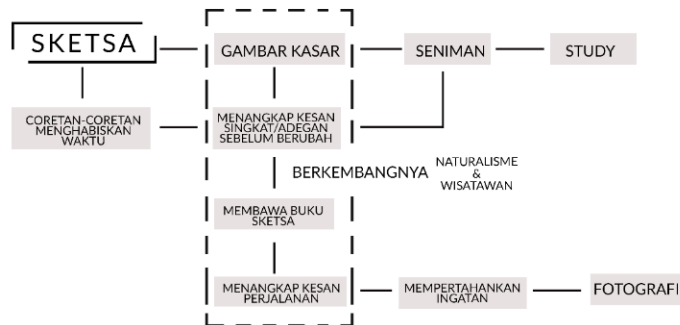 SKETSA
GAMBAR KASAR
SENIMAN
STUDY
CORETAN-CORETAN
MENGHABISKAN
WAKTU
MENANGKAP KESAN
SINGKAT/ADEGAN
SEBELUM BERUBAH
BERKEMBANGNYA
NATURALISME
&
WISATAWAN
MEMBAWA BUKU
SKETSA
MENANGKAP KESAN
PERJALANAN
MEMPERTAHANKAN
INGATAN
FOTOGRAFI